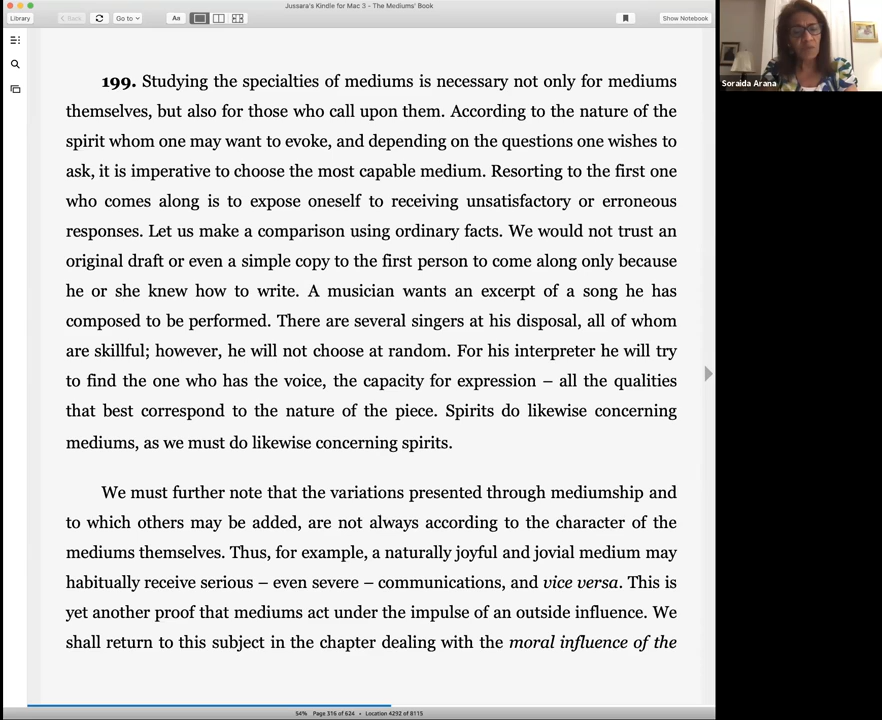 Jussara's Kindle for Mac 3 - The Mediums' Book
Library
< Back
Go to
Aa
Show Notebook
199. Studying the specialties of mediums is necessary not only for mediums
themselves, but also for those who call upon them. According to the nature of the
spirit whom one may want to evoke, and depending on the questions one wishes to
ask, it is imperative to choose the most capable medium. Resorting to the first one
who comes along is to expose oneself to receiving unsatisfactory or erroneous
responses. Let us make a comparison using ordinary facts. We would not trust an
original draft or even a simple copy to the first person to come along only because
he or she knew how to write. A musician wants an excerpt of a song he has
composed to be performed. There are several singers at his disposal, all of whom
are skillful; however, he will not choose at random. For his interpreter he will try
to find the one who has the voice, the capacity for expression – all the qualities
that best correspond to the nature of the piece. Spirits do likewise concerning
mediums, as we must do likewise concerning spirits.
We must further note that the variations presented through mediumship and
to which others may be added, are not always according to the character of the
mediums themselves. Thus, for example, a naturally joyful and jovial medium may
habitually receive serious – even severe – communications, and vice versa. This is
yet another proof that mediums act under the impulse of an outside influence. We
shall return to this subject in the chapter dealing with the moral influence of the
54% Page 316 of 624 • Location 4292 of 8115
Soraida Arana